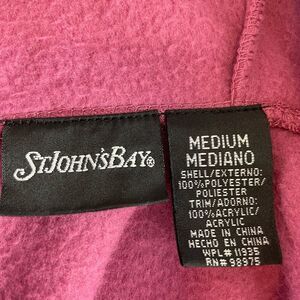 ST.JOHN'SBAY®
MEDIUM
MEDIANO
SHELL/EXTERNO:
100%POLYESTER/
POLIESTER
TRIM/ADORNO:
100%ACRYLIC/
ACRYLIC
MADE IN CHINA
HECHO EN CHINA
WPL# 11935
RN# 98975